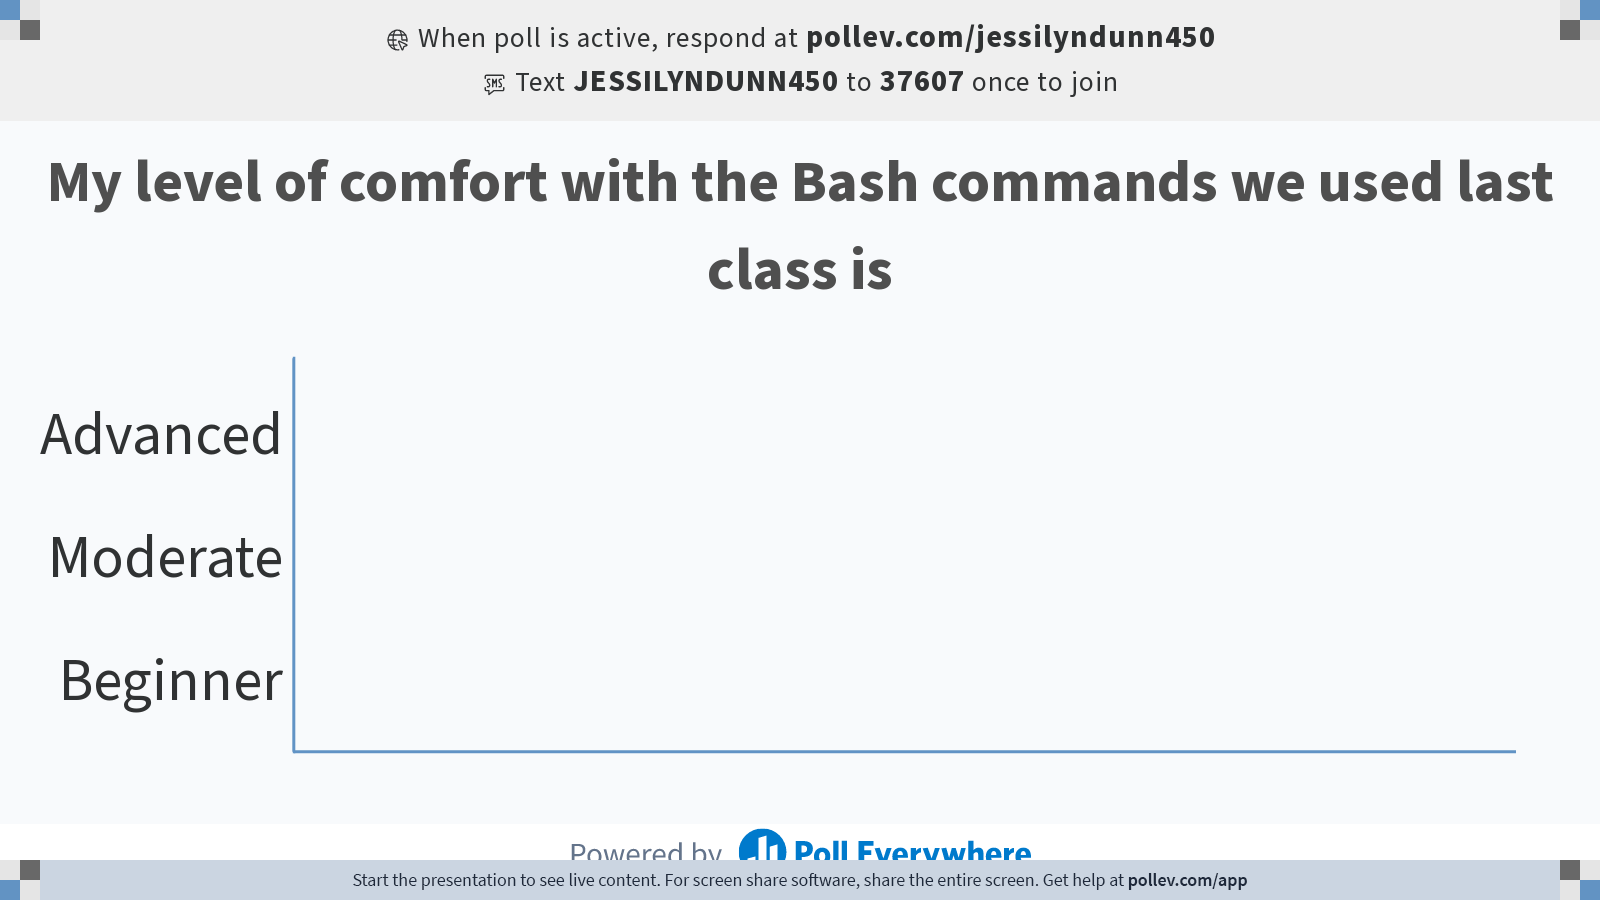 When poll is active, respond at pollev.com/jessilyndunn450
SMS Text JESSILYNDUNN450 to 37607 once to join
My level of comfort with the Bash commands we used last
class is
Advanced
Moderate
Beginner
Powered by Poll Everywhere
Start the presentation to see live content. For screen share software, share the entire screen. Get help at pollev.com/app